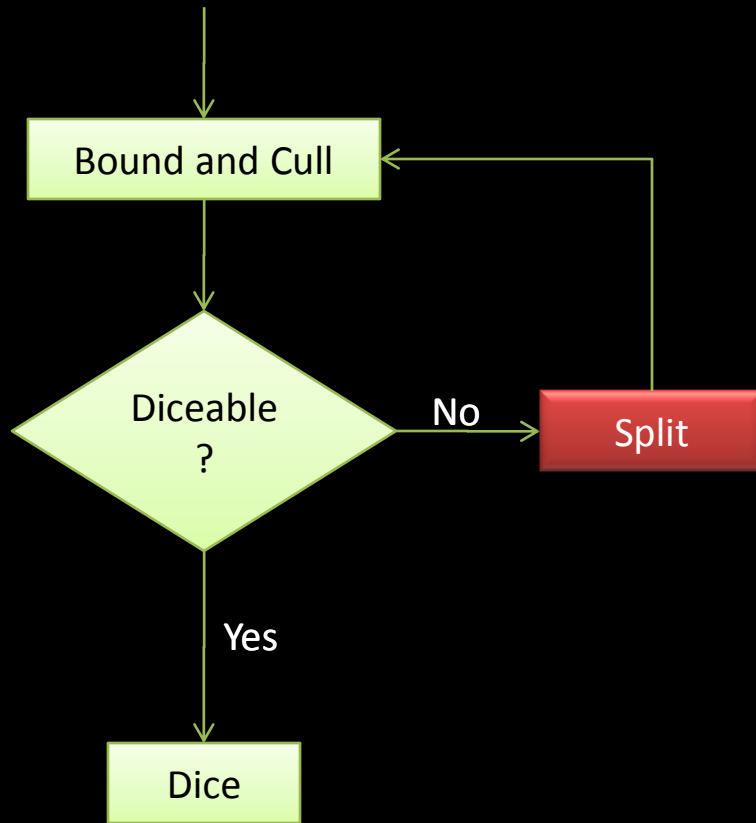 Bound and Cull
Diceable
?
No
Split
Yes
Dice